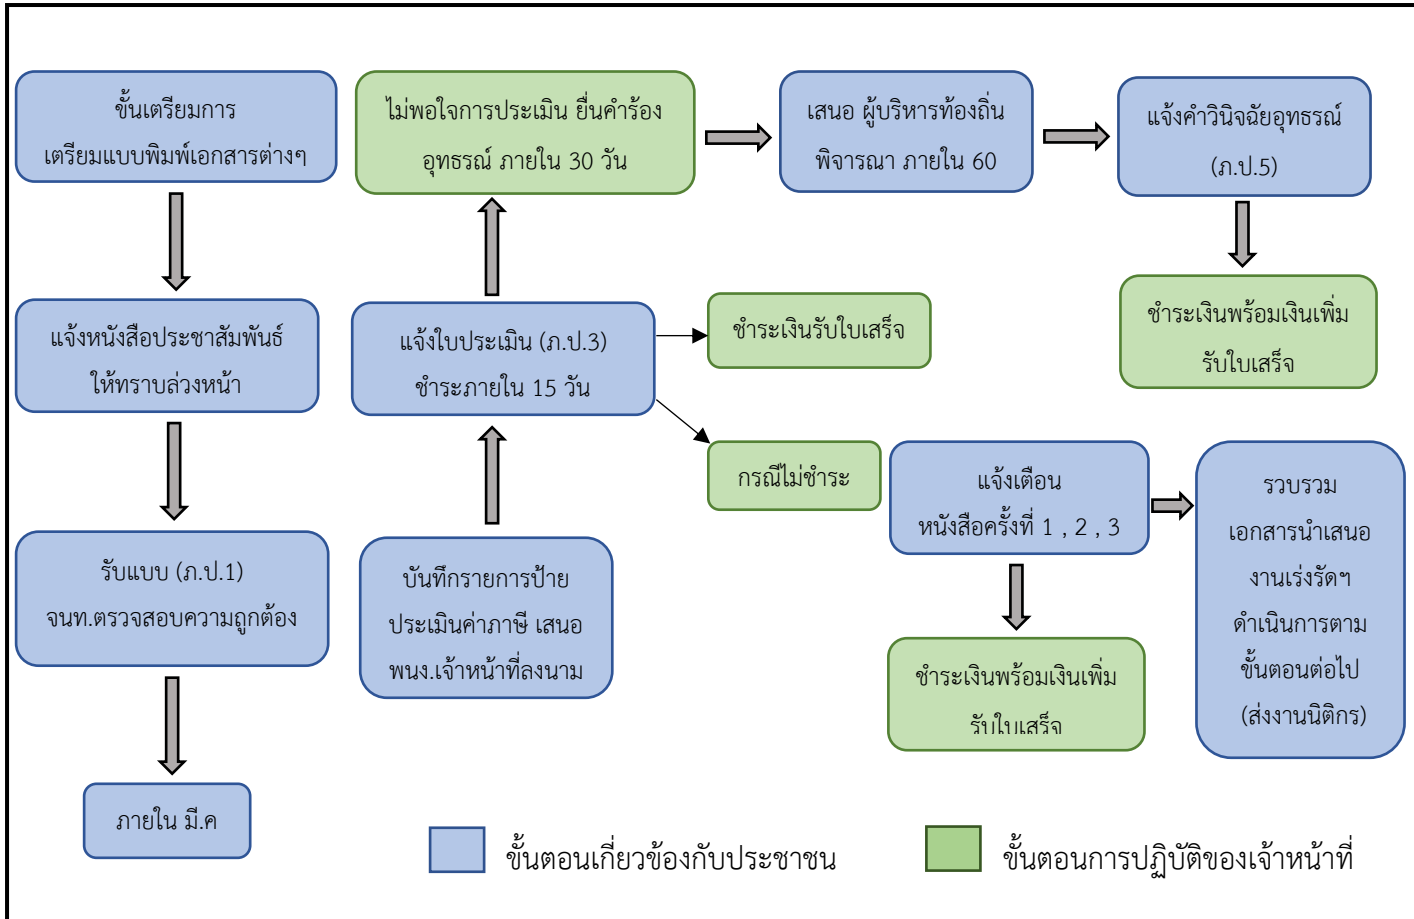 ขั้นเตรียมการ
เตรียมแบบพิมพ์เอกสารต่างๆ
แจ้งหนังสือประชาสัมพันธ์
ให้ทราบล่วงหน้า
รับแบบ (ภ.ป.1)
จนท.ตรวจสอบความถูกต้อง
ภายใน มี.ค
ไม่พอใจการประเมิน ยื่นคำร้อง
อุทธรณ์ ภายใน 30 วัน
แจ้งใบประเมิน (ภ.ป.3)
ชำระภายใน 15 วัน
บันทึกรายการป้าย
ประเมินค่าภาษี เสนอ
พนง.เจ้าหน้าที่ลงนาม
เสนอ ผู้บริหารท้องถิ่น
พิจารณา ภายใน 60
แจ้งคำวินิจฉัยอุทธรณ์
(ภ.ป.5)
ชำระเงินพร้อมเงินเพิ่ม
รับใบเสร็จ
ชำระเงินรับใบเสร็จ
กรณีไม่ชำระ
แจ้งเตือน
หนังสือครั้งที่ 1 , 2 , 3
ชำระเงินพร้อมเงินเพิ่ม
รับใบเสร็จ
รวบรวม
เอกสารนำเสนอ
งานเร่งรัดฯ
ดำเนินการตาม
ขั้นตอนต่อไป
(ส่งงานนิติกร)
ขั้นตอนเกี่ยวข้องกับประชาชน
ขั้นตอนการปฏิบัติของเจ้าหน้าที่